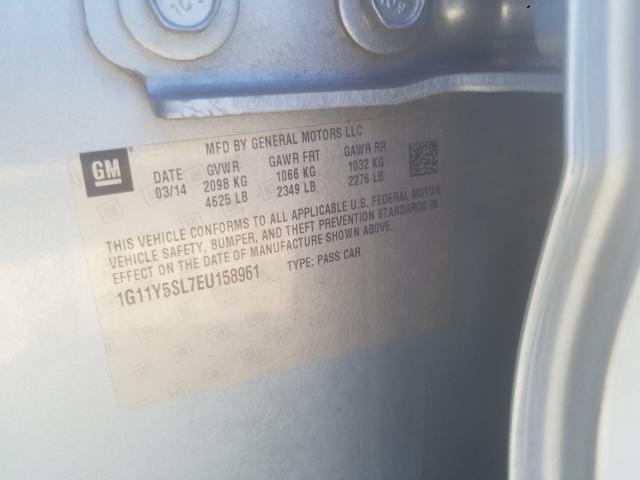 MFD BY GENERAL MOTORS LLC
GM
DATE GVWR GAWR FRT GAWR RR
03/14 2098 KG 1066 KG 1032 KG
4625 LB 2349 LB 2276 LB
THIS VEHICLE CONFORMS TO ALL APPLICABLE U.S. FEDERAL MOTOR
VEHICLE SAFETY, BUMPER, AND THEFT PREVENTION STANDARDS IN
EFFECT ON THE DATE OF MANUFACTURE SHOWN ABOVE.
1G11Y5SL7EU158961 TYPE: PASS CAR